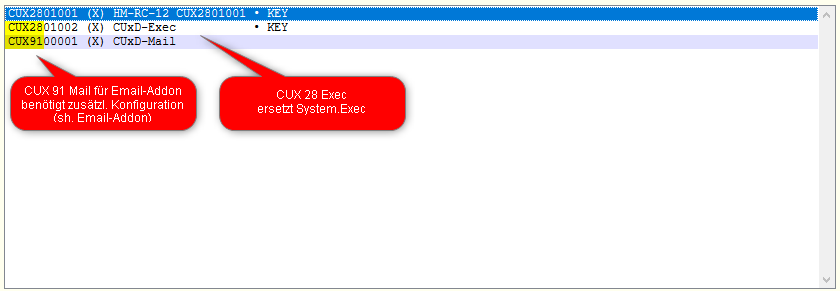 CUX2801001 (X) HM-RC-12 CUX2801001 • KEY
CUX2801002 (X) CUxD-Exec • KEY
CUX9100001 (X) CUxD-Mail
CUX 91 Mail für Email-Addon
benötigt zusätzl. Konfiguration
(sh. Email-Addon)
CUX 28 Exec
ersetzt System.Exec